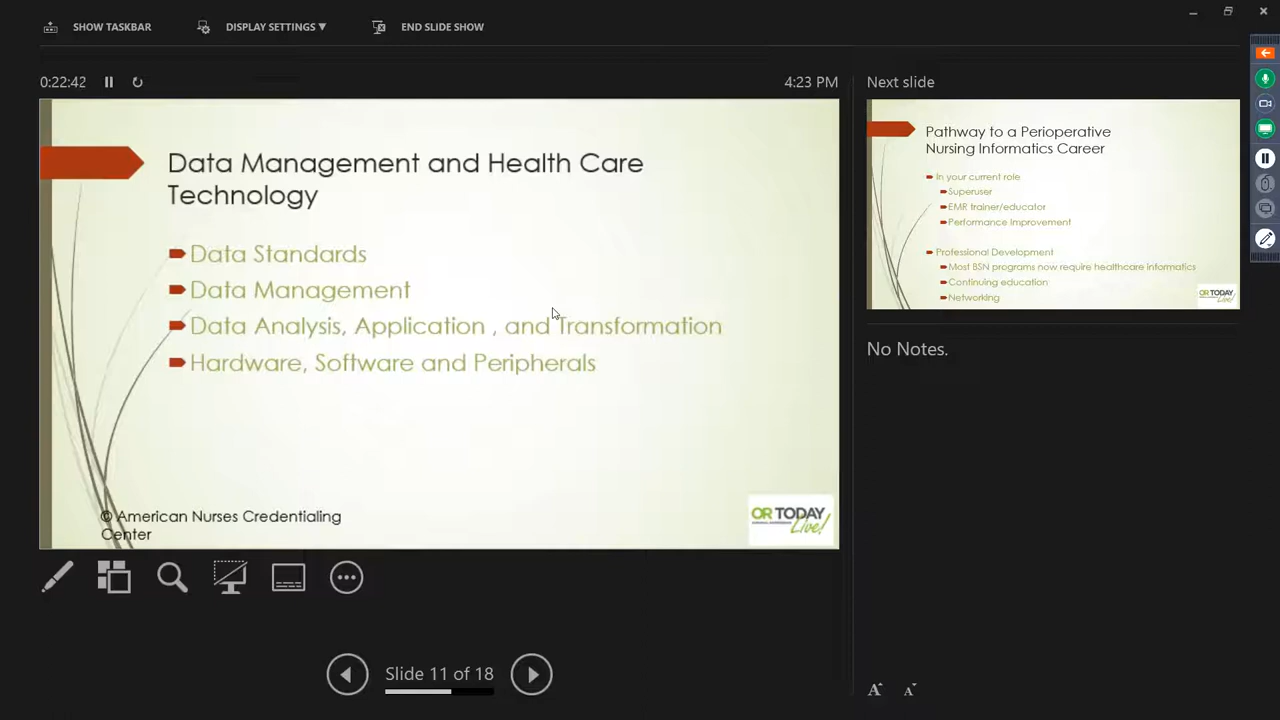 SHOW TASKBAR
DISPLAY SETTINGS ▼
END SLIDE SHOW
0:22:42
4:23 PM
Data Management and Health Care
Technology
Data Standards
Data Management
Data Analysis, Application , and Transformation
Hardware, Software and Peripherals
© American Nurses Credentialing
Center
OR TODAY
Live!
Slide 11 of 18
Next slide
Pathway to a Perioperative
Nursing Informatics Career
In your current role
Superuser
EMR trainer/educator
Performance Improvement
Professional Development
Most BSN programs now require healthcare informatics
Continuing education
Networking
OR TODAY
Live!
No Notes.
A
A